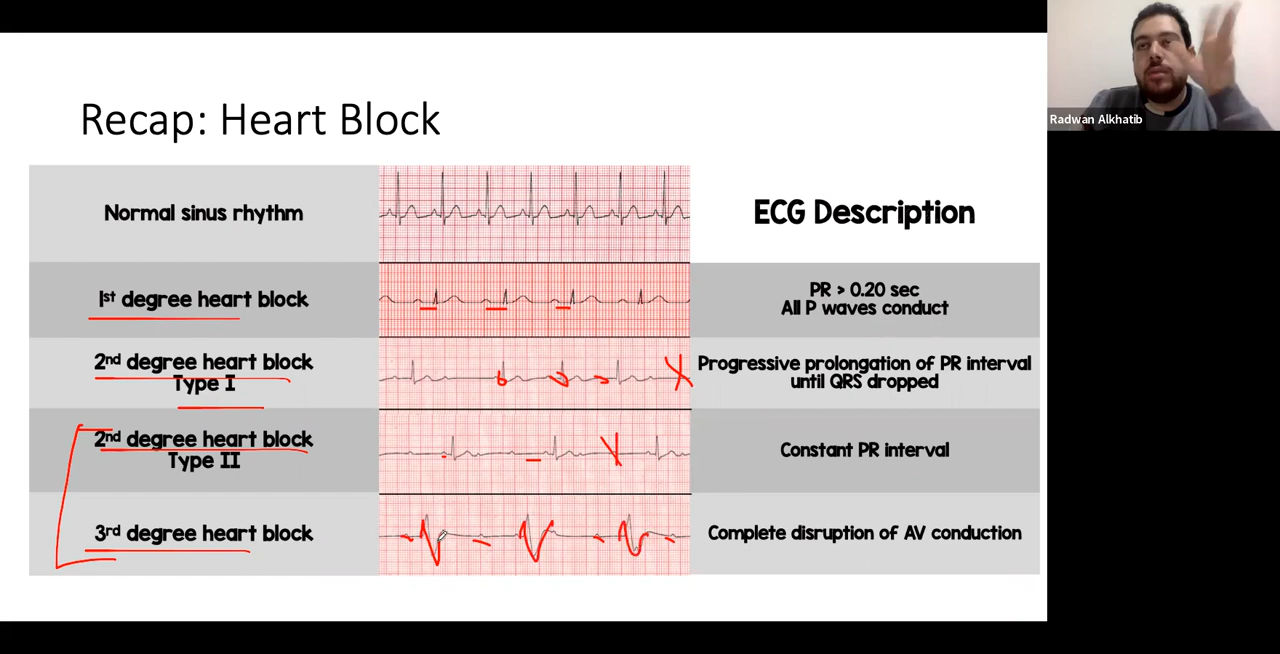 Recap: Heart Block
Normal sinus rhythm
ECG Description
1st degree heart block
PR > 0.20 sec
All P waves conduct
2nd degree heart block
Type I
Progressive prolongation of PR interval
until QRS dropped
2nd degree heart block
Type II
Constant PR interval
3rd degree heart block
Complete disruption of AV conduction
Radwan Alkhatib